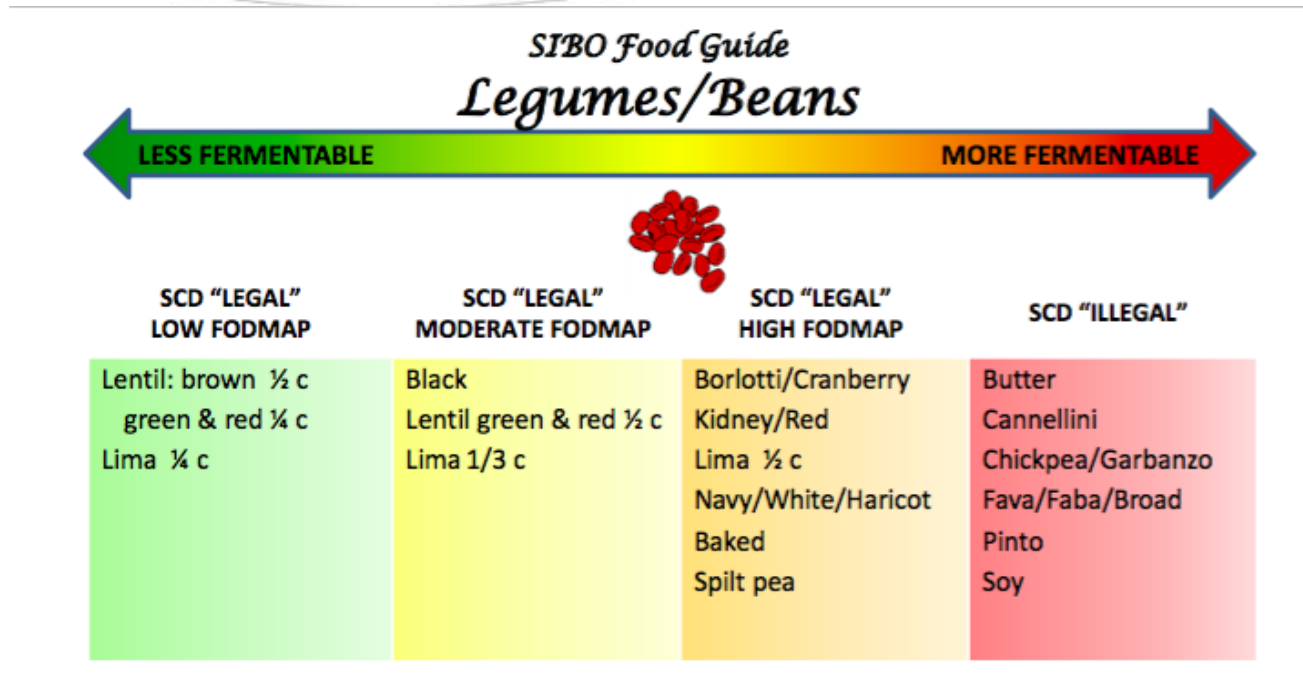 SIBO Food Guide
Legumes/Beans
LESS FERMENTABLE
MORE FERMENTABLE
SCD “LEGAL”
LOW FODMAP
Lentil: brown ½ c
green & red ¼ c
Lima ¼ c
SCD “LEGAL”
MODERATE FODMAP
Black
Lentil green & red ½ c
Lima 1/3 c
SCD “LEGAL”
HIGH FODMAP
Borlotti/Cranberry
Kidney/Red
Lima ½ c
Navy/White/Haricot
Baked
Spilt pea
SCD “ILLEGAL”
Butter
Cannellini
Chickpea/Garbanzo
Fava/Faba/Broad
Pinto
Soy